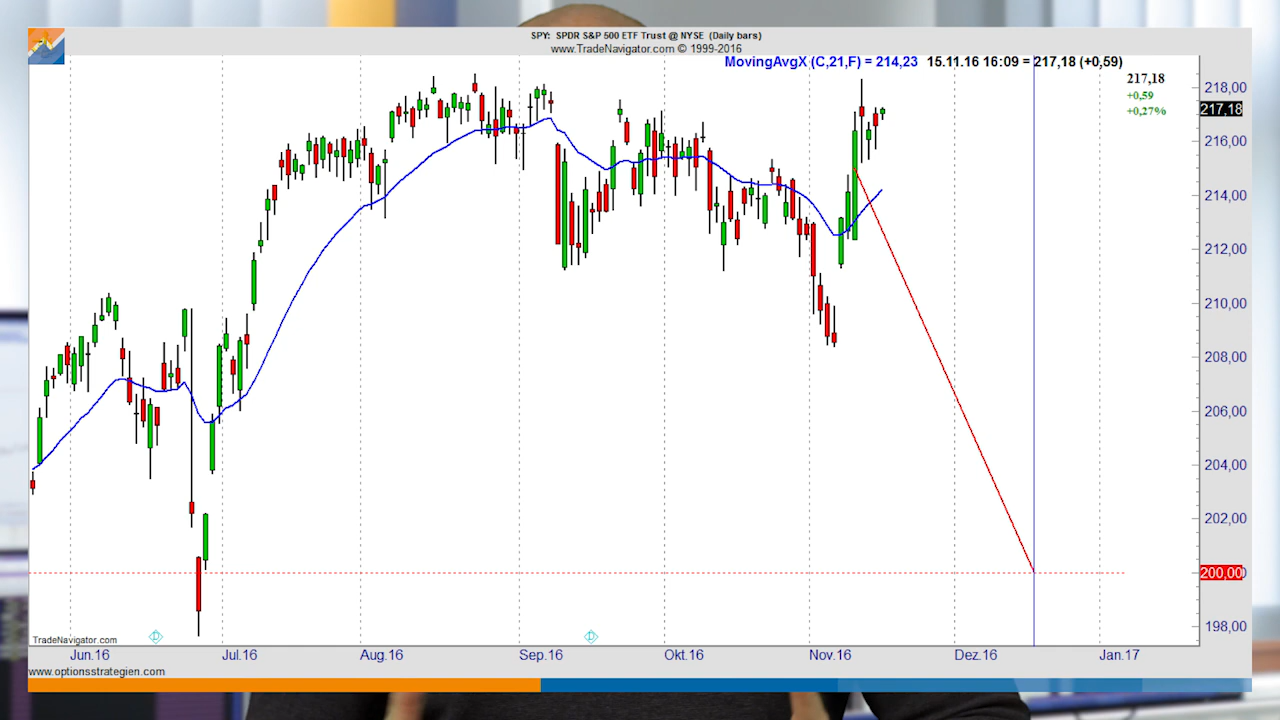 SPY: SPDR S&P 500 ETF Trust @ NYSE (Daily bars)
www.TradeNavigator.com © 1999-2016
MovingAvgX (C,21,F) = 214,23 15.11.16 16:09 = 217,18 (+0,59)
217,18
+0,59
+0,27%
218,00
217,18
216,00
214,00
212,00
210,00
208,00
206,00
204,00
202,00
200,00
198,00
D
D
TradeNavigator.com
Jun.16 Jul.16 Aug.16 Sep.16 Okt.16 Nov.16 Dez.16 Jan.17
www.optionsstrategien.com